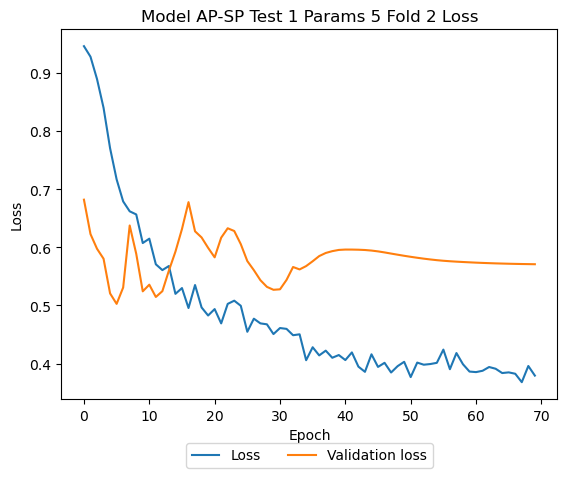 Model AP-SP Test 1 Params 5 Fold 2 Loss
Loss
0.9
0.8
0.7
0.6
0.5
0.4
0 10 20 30 40 50 60 70
Epoch
Loss Validation loss